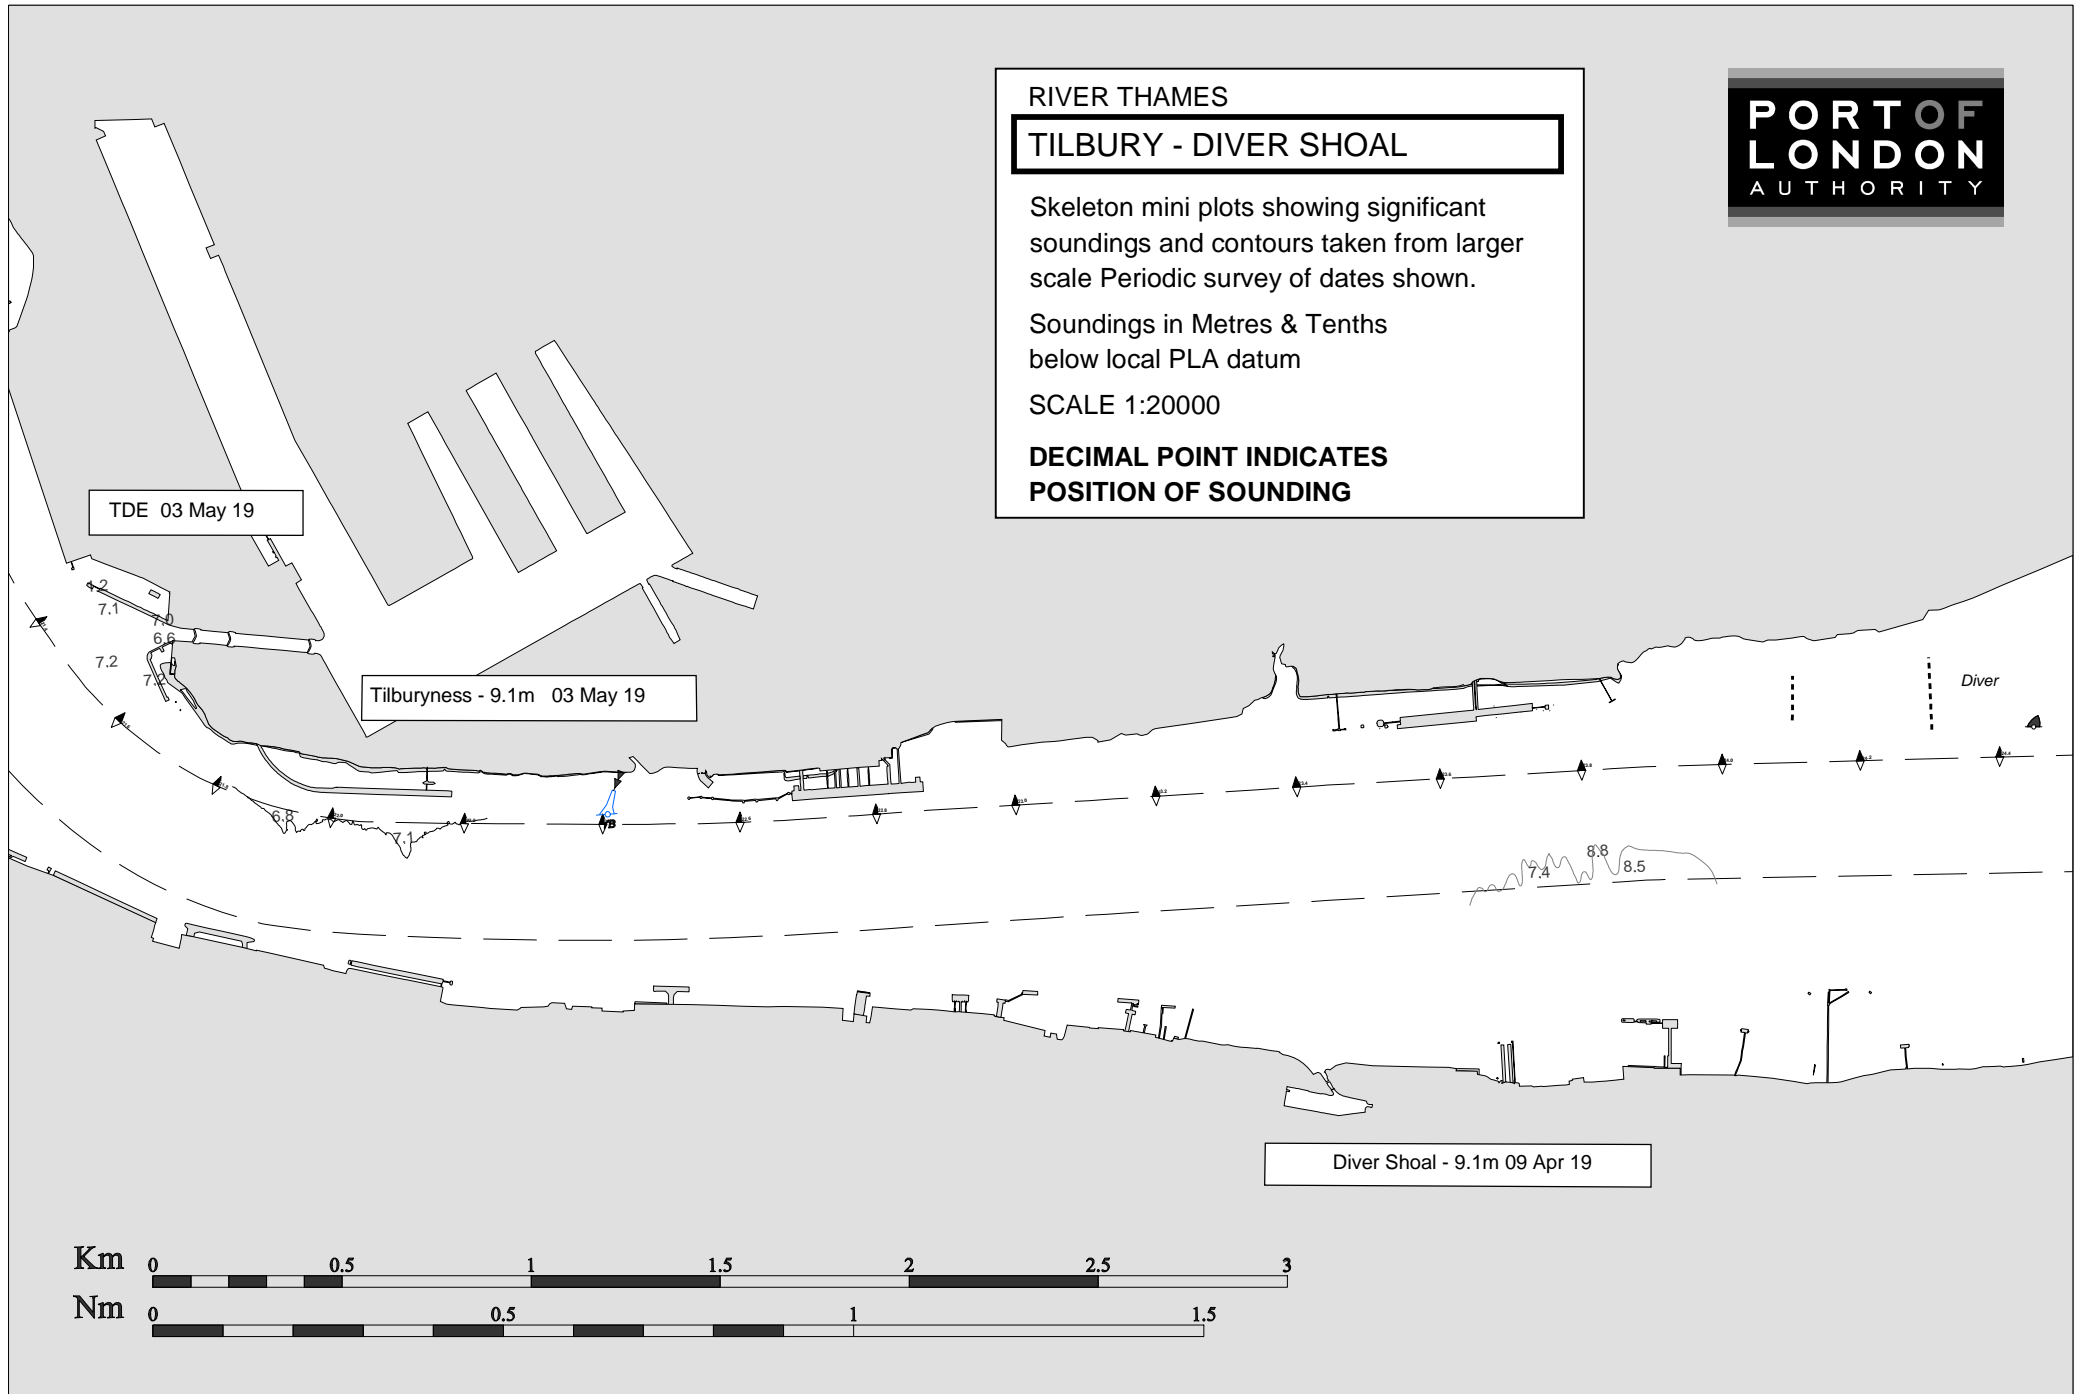 RIVER THAMES
TILBURY - DIVER SHOAL
Skeleton mini plots showing significant
soundings and contours taken from larger
scale Periodic survey of dates shown.
Soundings in Metres & Tenths
below local PLA datum
SCALE 1:20000
DECIMAL POINT INDICATES
POSITION OF SOUNDING
PORT OF
LONDON
AUTHORITY
TDE 03 May 19
7.1
7.0
6.6
7.2
7.2
Tilburyness - 9.1m 03 May 19
Diver
6.8
7.1
8.8
7.4
8.5
Diver Shoal - 9.1m 09 Apr 19
Km 0 0.5 1 1.5 2 2.5 3
Nm 0 0.5 1 1.5